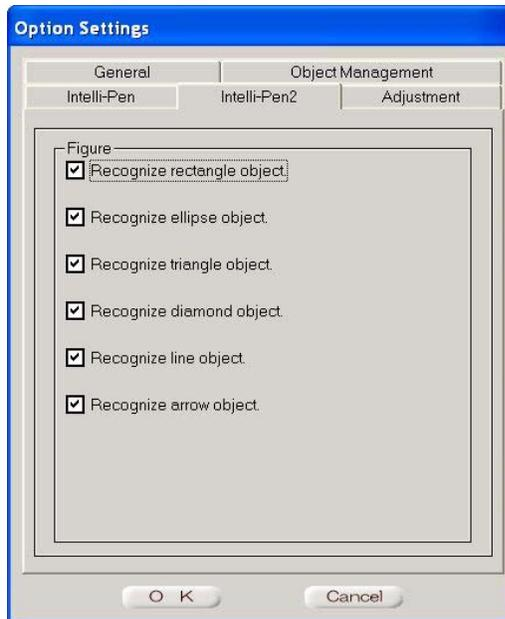 Option Settings
General Object Management
Intelli-Pen Intelli-Pen2 Adjustment
Figure
Recognize rectangle object.
Recognize ellipse object.
Recognize triangle object.
Recognize diamond object.
Recognize line object.
Recognize arrow object.
O K Cancel